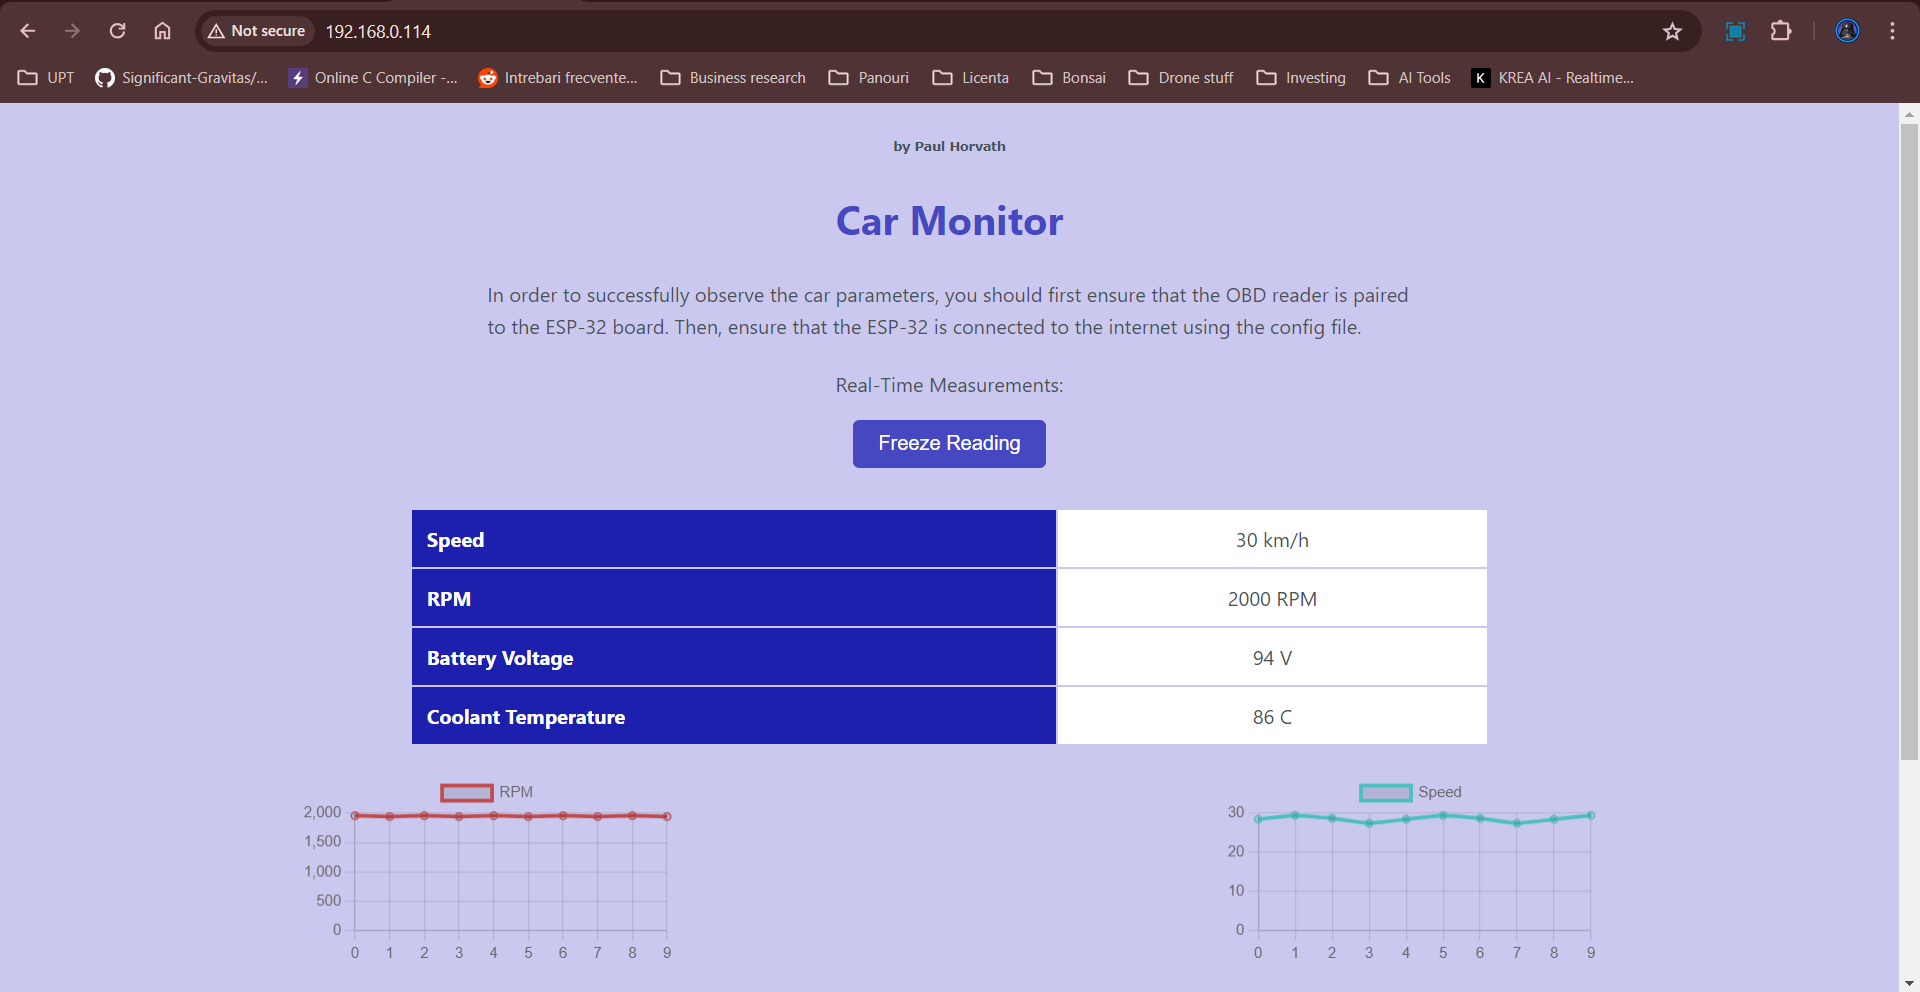 Not secure 192.168.0.114
UPT Significant-Gravitas/... Online C Compiler -... Intrebari frecvente... Business research Panouri Licenta Bonsai Drone stuff Investing AI Tools K KREA AI - Realtime...
by Paul Horvath
Car Monitor
In order to successfully observe the car parameters, you should first ensure that the OBD reader is paired
to the ESP-32 board. Then, ensure that the ESP-32 is connected to the internet using the config file.
Real-Time Measurements:
Freeze Reading
Speed 30 km/h
RPM 2000 RPM
Battery Voltage 94 V
Coolant Temperature 86 C
RPM
2,000
1,500
1,000
500
0
0 1 2 3 4 5 6 7 8 9
Speed
30
20
10
0
0 1 2 3 4 5 6 7 8 9